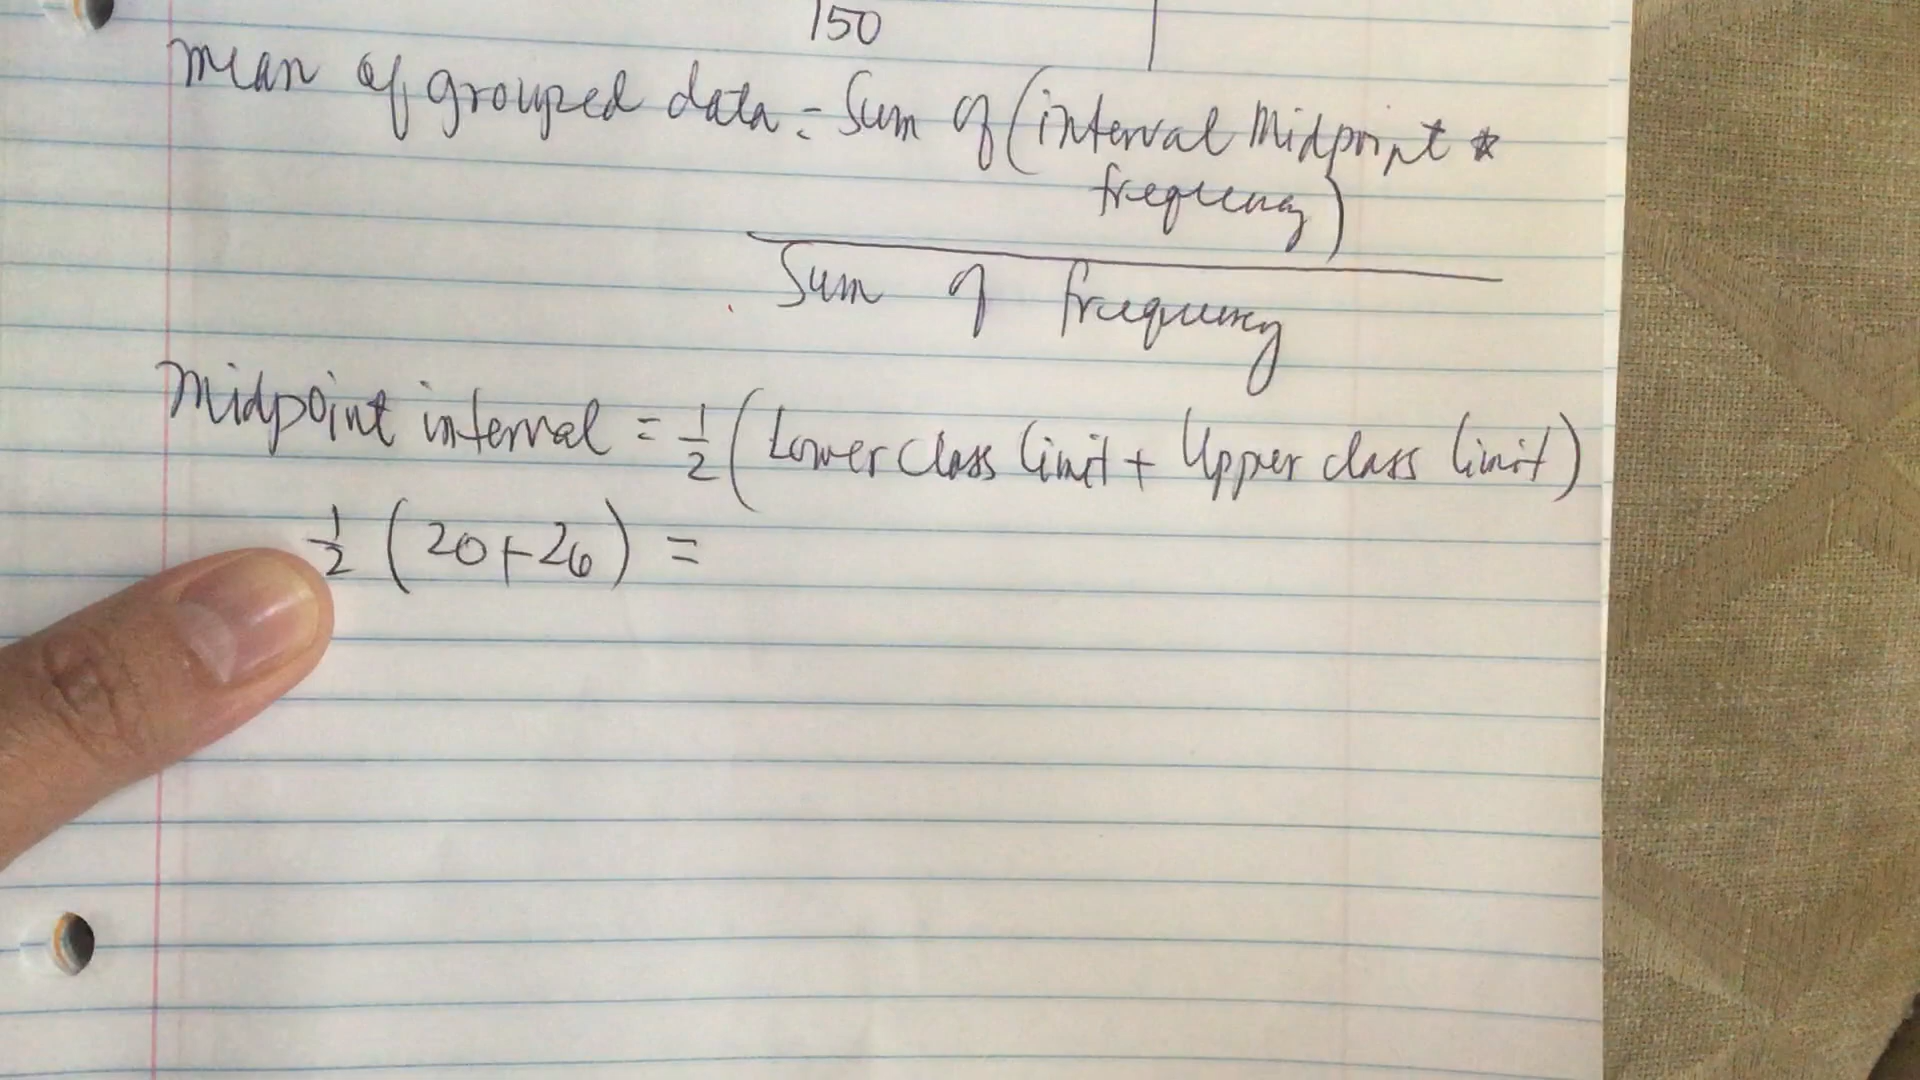 150
Mean of grouped data = Sum of (interval Midpoint *
frequency)
Sum of frequency
Midpoint interval = 1/2 (Lower Class limit + Upper class limit)
1/2 (20+26) =